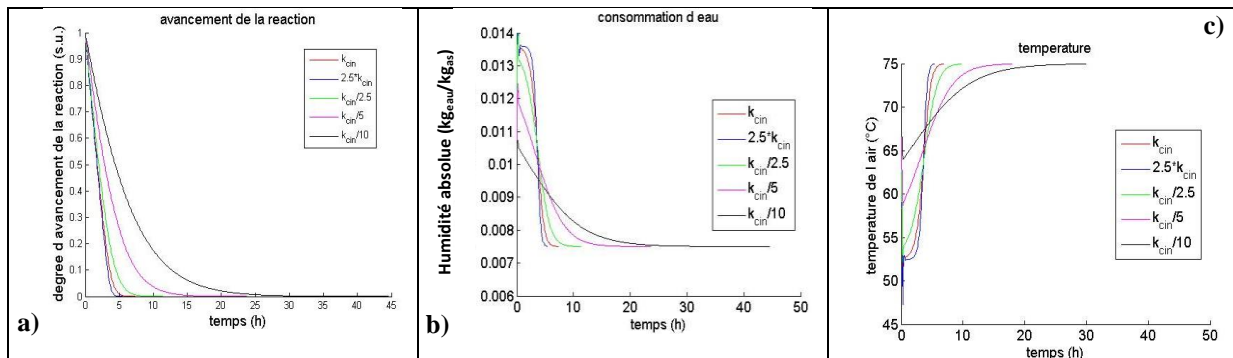 avancement de la reaction
degree d avancement de la reaction (s.u.)
1
0.9
0.8
0.7
0.6
0.5
0.4
0.3
0.2
0.1
0
0 5 10 15 20 25 30 35 40 45
temps (h)
k_cin
2.5*k_cin
k_cin/2.5
k_cin/5
k_cin/10
a)
consommation d eau
Humidité absolue (kg_eau/kg_as)
0.014
0.013
0.012
0.011
0.01
0.009
0.008
0.007
0.006
0 10 20 30 40 50
temps (h)
k_cin
2.5*k_cin
k_cin/2.5
k_cin/5
k_cin/10
b)
c)
temperature
temperature de l air (°C)
75
70
65
60
55
50
45
0 10 20 30 40 50
temps (h)
k_cin
2.5*k_cin
k_cin/2.5
k_cin/5
k_cin/10